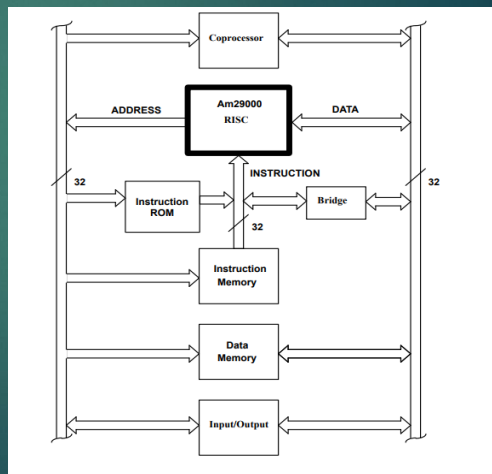 Coprocessor
Am29000
RISC
ADDRESS
DATA
INSTRUCTION
32
32
Instruction
ROM
Bridge
32
Instruction
Memory
Data
Memory
Input/Output